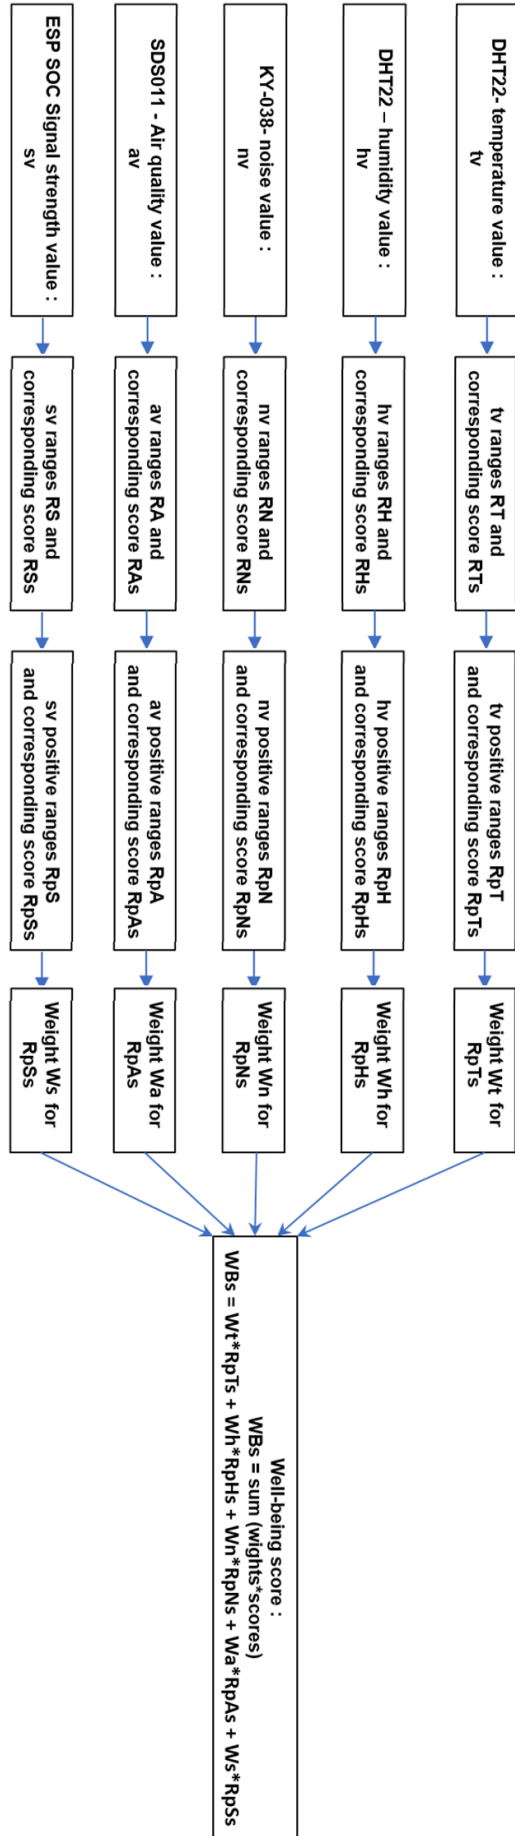 DHT22- temperature value :
tv
tv ranges RT and
corresponding score RTs
tv positive ranges RpT
and corresponding score RpTs
Weight Wt for
RpTs
DHT22 – humidity value :
hv
hv ranges RH and
corresponding score RHs
hv positive ranges RpH
and corresponding score RpHs
Weight Wh for
RpHs
KY-038- noise value :
nv
nv ranges RN and
corresponding score RNs
nv positive ranges RpN
and corresponding score RpNs
Weight Wn for
RpNs
SDS011 - Air quality value :
av
av ranges RA and
corresponding score RAs
av positive ranges RpA
and corresponding score RpAs
Weight Wa for
RpAs
ESP SOC Signal strength value :
sv
sv ranges RS and
corresponding score RSs
sv positive ranges RpS
and corresponding score RpSs
Weight Ws for
RpSs
Well-being score :
WBs = sum (wights*scores)
WBs = Wt*RpTs + Wh*RpHs + Wn*RpNs + Wa*RpAs + Ws*RpSs